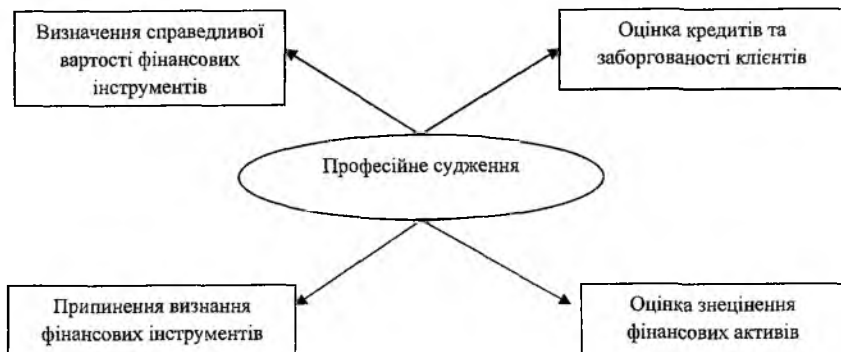 Визначення справедливої
вартості фінансових
інструментів
Оцінка кредитів та
заборгованості клієнтів
Професійне судження
Припинення визнання
фінансових інструментів
Оцінка знецінення
фінансових активів